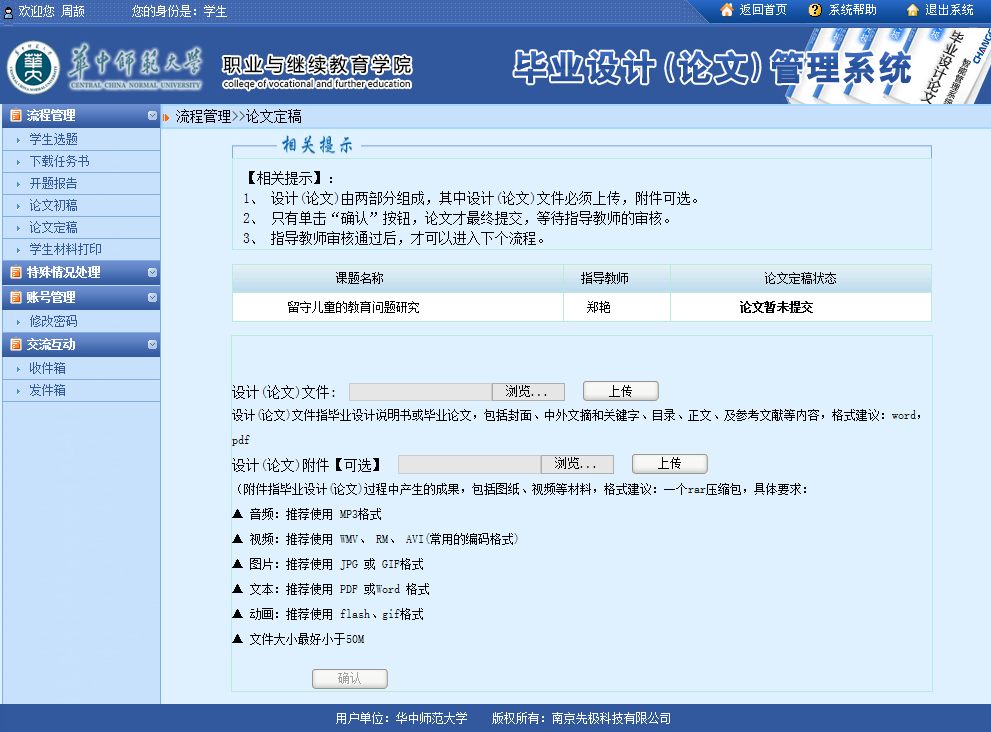 欢迎您 周颉 您的身份是：学生 返回首页 系统帮助 退出系统
华中师范大学
CENTRAL CHINA NORMAL UNIVERSITY
职业与继续教育学院
college of vocational and further education
毕业设计（论文）管理系统
毕业设计论文
智能管理系统
流程管理
学生选题
下载任务书
开题报告
论文初稿
论文定稿
学生材料打印
特殊情况处理
账号管理
修改密码
交流互动
收件箱
发件箱
流程管理>>论文定稿
相关提示
【相关提示】：
1、 设计(论文)由两部分组成，其中设计(论文)文件必须上传，附件可选。
2、 只有单击“确认”按钮，论文才最终提交，等待指导教师的审核。
3、 指导教师审核通过后，才可以进入下个流程。
课题名称 指导教师 论文定稿状态
留守儿童的教育问题研究 郑艳 论文暂未提交
设计(论文)文件： 浏览... 上传
设计(论文)文件指毕业设计说明书或毕业论文，包括封面、中外文摘和关键字、目录、正文、及参考文献等内容，格式建议：word，
pdf
设计(论文)附件【可选】 浏览... 上传
（附件指毕业设计(论文)过程中产生的成果，包括图纸、视频等材料，格式建议：一个rar压缩包，具体要求：
▲ 音频：推荐使用 MP3格式
▲ 视频：推荐使用 WMV、 RM、 AVI(常用的编码格式)
▲ 图片：推荐使用 JPG 或 GIF格式
▲ 文本：推荐使用 PDF 或Word 格式
▲ 动画：推荐使用 flash、gif格式
▲ 文件大小最好小于50M
确认
用户单位：华中师范大学 版权所有：南京先极科技有限公司